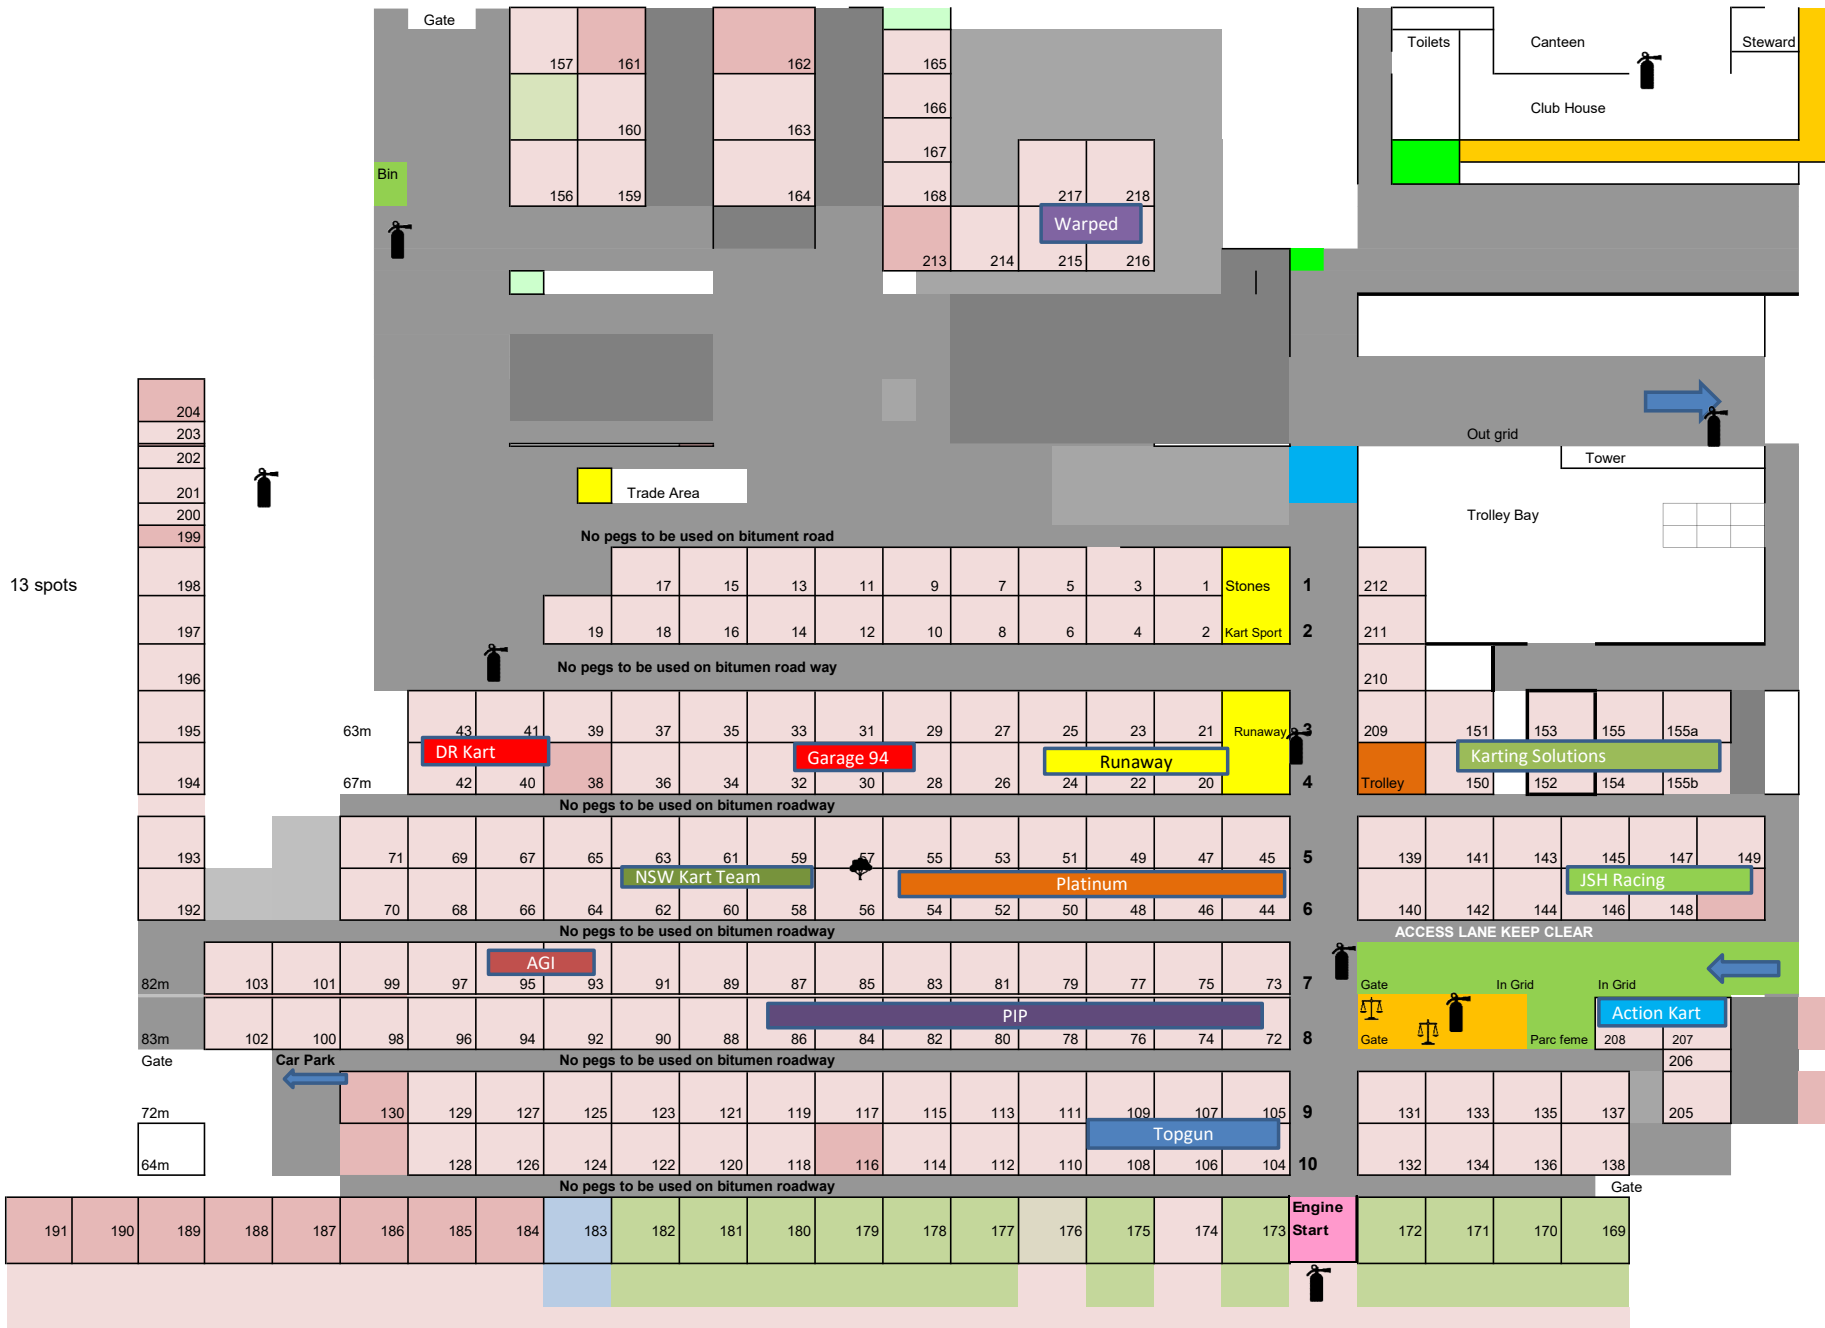 Gate
Toilets Canteen Steward
157 161 162 165
166
Club House
160 163
167
Bin
156 159 164 168 217 218
Warped
213 214 215 216
204
203
Out grid
202
Tower
201
Trade Area
200
Trolley Bay
199
No pegs to be used on bitument road
13 spots
198 17 15 13 11 9 7 5 3 1 Stones 1 212
197 19 18 16 14 12 10 8 6 4 2 Kart Sport 2 211
No pegs to be used on bitumen road way
196 210
195 63m 43 41 39 37 35 33 31 29 27 25 23 21 Runaway 3 209 151 153 155 155a
DR Kart Garage 94 Runaway Karting Solutions
194 67m 42 40 38 36 34 32 30 28 26 24 22 20 4 Trolley 150 152 154 155b
No pegs to be used on bitumen roadway
193 71 69 67 65 63 61 59 57 55 53 51 49 47 45 5 139 141 143 145 147 149
NSW Kart Team Platinum JSH Racing
192 70 68 66 64 62 60 58 56 54 52 50 48 46 44 6 140 142 144 146 148
No pegs to be used on bitumen roadway ACCESS LANE KEEP CLEAR
AGI
82m 103 101 99 97 95 93 91 89 87 85 83 81 79 77 75 73 7 Gate In Grid In Grid
PIP Action Kart
83m 102 100 98 96 94 92 90 88 86 84 82 80 78 76 74 72 8 Gate Parc feme 208 207
Gate Car Park No pegs to be used on bitumen roadway 206
72m 130 129 127 125 123 121 119 117 115 113 111 109 107 105 9 131 133 135 137 205
Topgun
64m 128 126 124 122 120 118 116 114 112 110 108 106 104 10 132 134 136 138
No pegs to be used on bitumen roadway Gate
Engine
191 190 189 188 187 186 185 184 183 182 181 180 179 178 177 176 175 174 173 Start 172 171 170 169